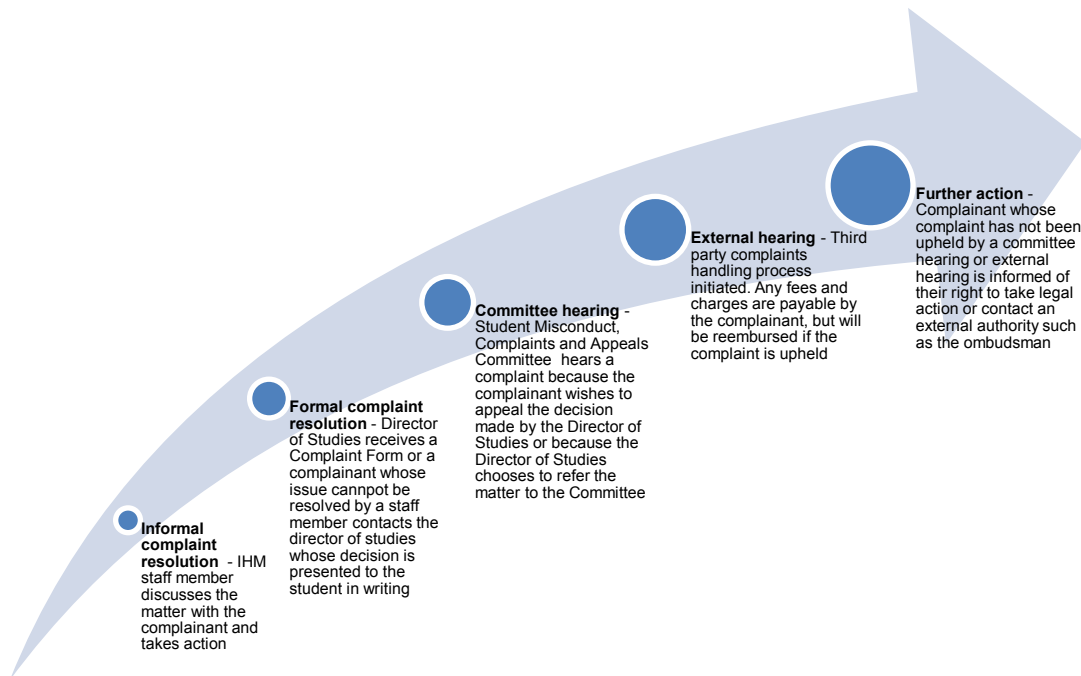 Informal
complaint
resolution - IHM
staff member
discusses the
matter with the
complainant and
takes action
Formal complaint
resolution - Director
of Studies receives a
Complaint Form or a
complainant whose
issue cannpot be
resolved by a staff
member contacts the
director of studies
whose decision is
presented to the
student in writing
Committee hearing -
Student Misconduct,
Complaints and Appeals
Committee hears a
complaint because the
complainant wishes to
appeal the decision
made by the Director of
Studies or because the
Director of Studies
chooses to refer the
matter to the Committee
External hearing - Third
party complaints
handling process
initiated. Any fees and
charges are payable by
the complainant, but will
be reimbursed if the
complaint is upheld
Further action -
Complainant whose
complaint has not been
upheld by a committee
hearing or external
hearing is informed of
their right to take legal
action or contact an
external authority such
as the ombudsman